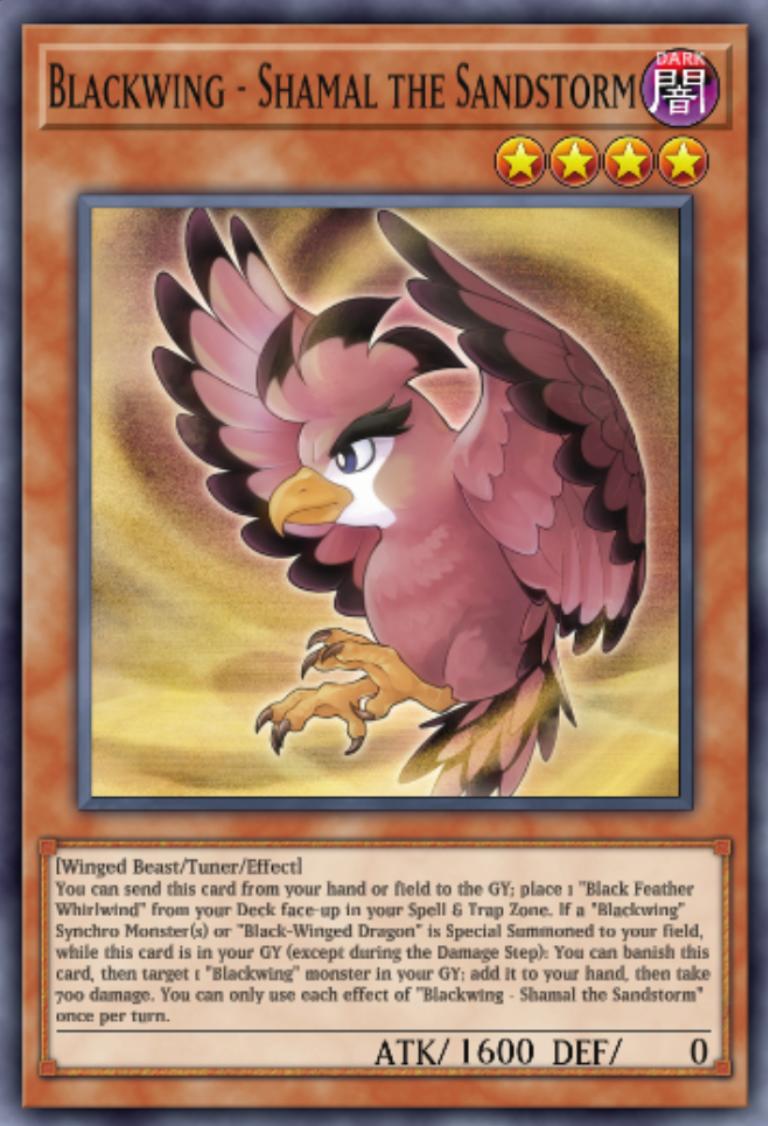 Blackwing - Shamal the Sandstorm
DARK
闇
[Winged Beast/Tuner/Effect]
You can send this card from your hand or field to the GY; place 1 "Black Feather
Whirlwind" from your Deck face-up in your Spell & Trap Zone. If a "Blackwing"
Synchro Monster(s) or "Black-Winged Dragon" is Special Summoned to your field,
while this card is in your GY (except during the Damage Step): You can banish this
card, then target 1 "Blackwing" monster in your GY; add it to your hand, then take
700 damage. You can only use each effect of "Blackwing - Shamal the Sandstorm"
once per turn.
ATK/ 1600 DEF/ 0